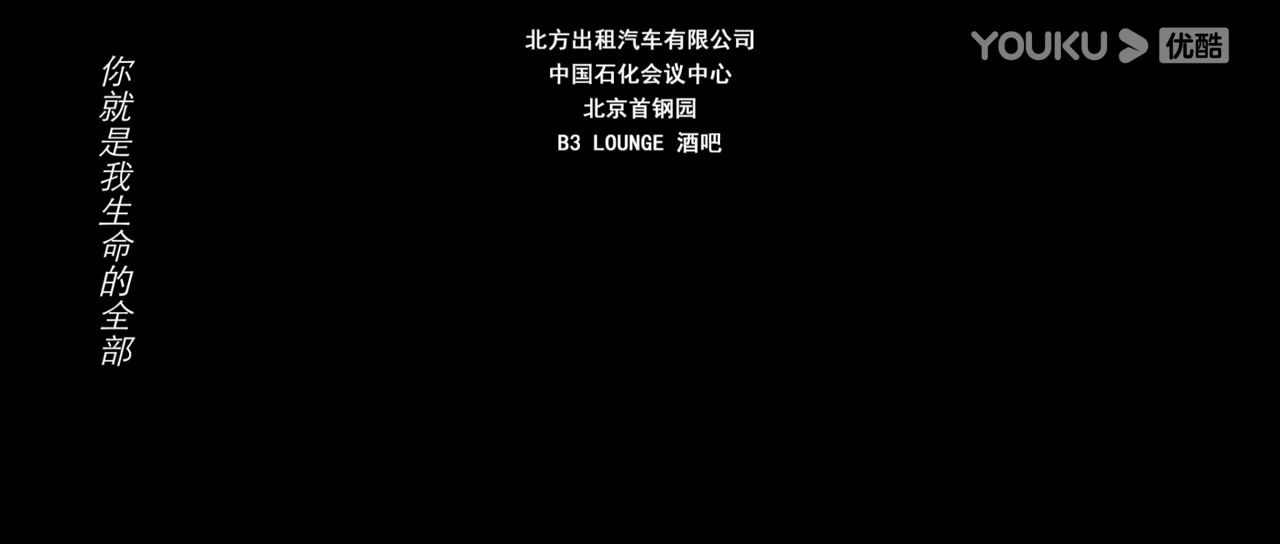 北方出租汽车有限公司
中国石化会议中心
北京首钢园
B3 LOUNGE 酒吧
你就是我生命的全部
YOUKU 优酷